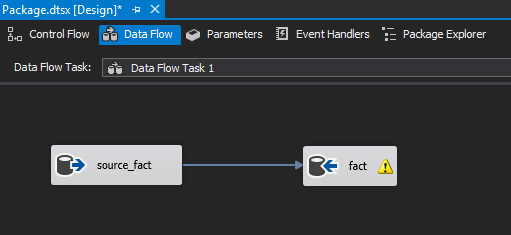 Package.dtsx [Design]*
Control Flow Data Flow Parameters Event Handlers Package Explorer
Data Flow Task: Data Flow Task 1
source_fact fact